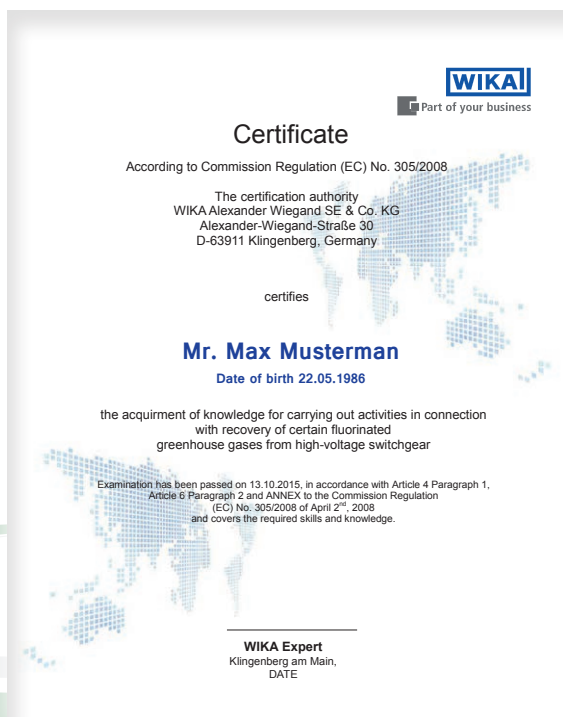 WIKA
Part of your business
Certificate
According to Commission Regulation (EC) No. 305/2008
The certification authority
WIKA Alexander Wiegand SE & Co. KG
Alexander-Wiegand-Straße 30
D-63911 Klingenberg, Germany
certifies
Mr. Max Musterman
Date of birth 22.05.1986
the acquirment of knowledge for carrying out activities in connection
with recovery of certain fluorinated
greenhouse gases from high-voltage switchgear
Examination has been passed on 13.10.2015, in accordance with Article 4 Paragraph 1,
Article 6 Paragraph 2 and ANNEX to the Commission Regulation
(EC) No. 305/2008 of April 2nd, 2008
and covers the required skills and knowledge.
WIKA Expert
Klingenberg am Main,
DATE